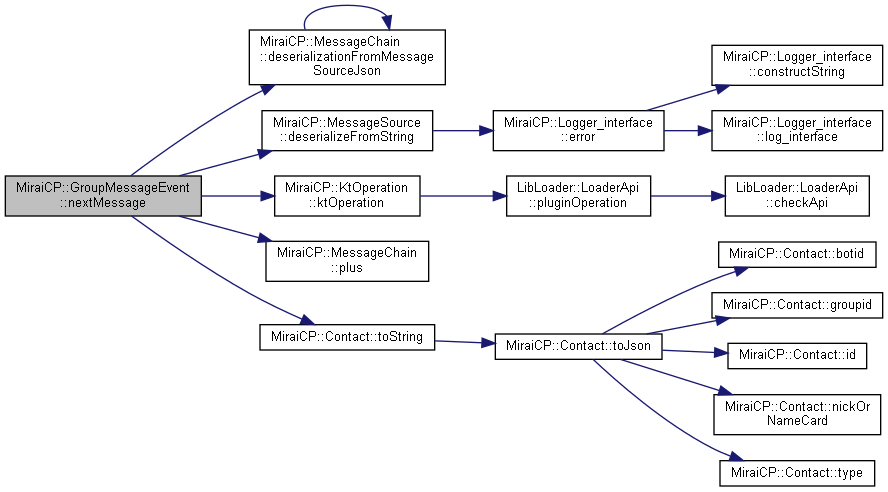 MiraiCP::GroupMessageEvent
::nextMessage
MiraiCP::MessageChain
::deserializationFromMessage
SourceJson
MiraiCP::MessageSource
::deserializeFromString
MiraiCP::Logger_interface
::error
MiraiCP::Logger_interface
::constructString
MiraiCP::Logger_interface
::log_interface
MiraiCP::KtOperation
::ktOperation
LibLoader::LoaderApi
::pluginOperation
LibLoader::LoaderApi
::checkApi
MiraiCP::MessageChain
::plus
MiraiCP::Contact::toString
MiraiCP::Contact::toJson
MiraiCP::Contact::botid
MiraiCP::Contact::groupid
MiraiCP::Contact::id
MiraiCP::Contact::nickOr
NameCard
MiraiCP::Contact::type